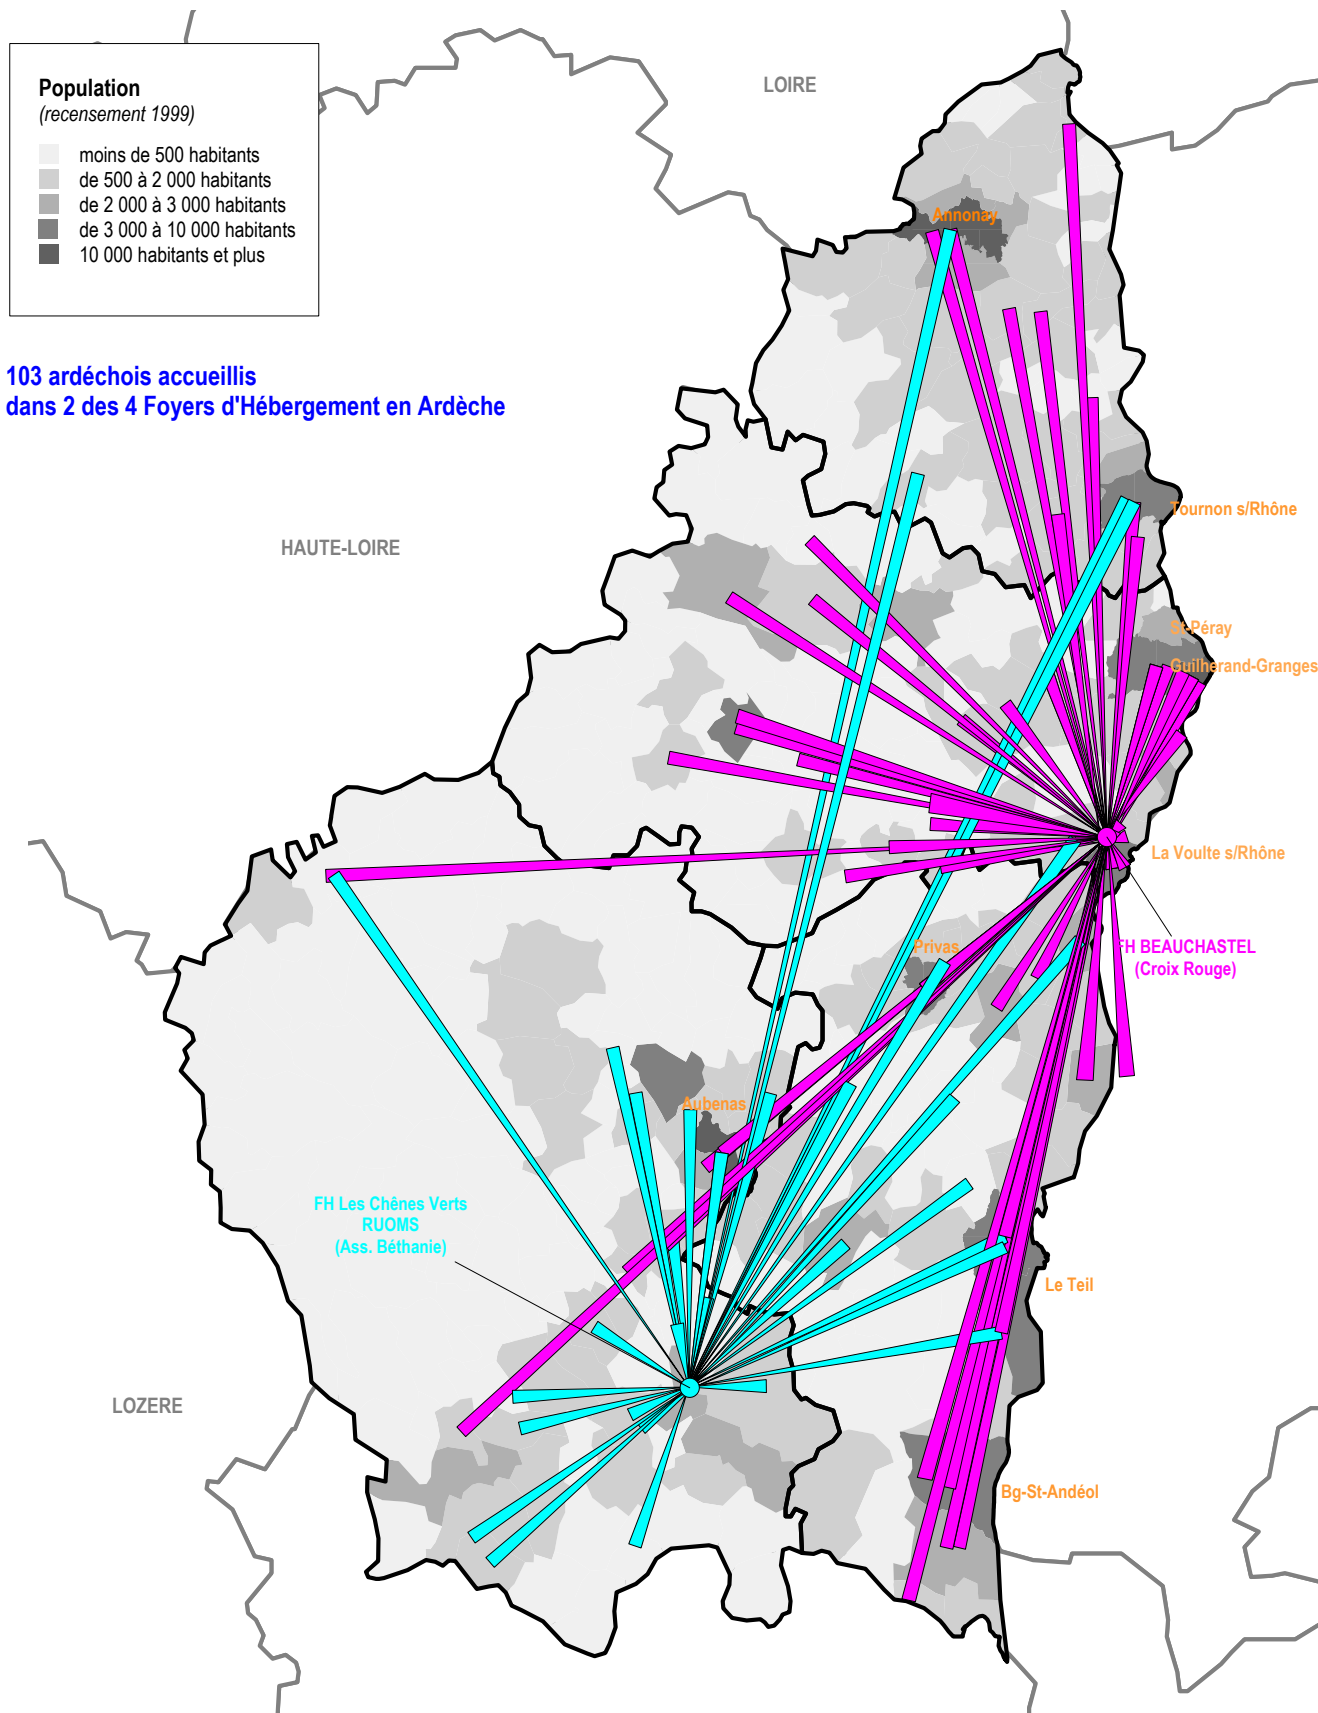 Population
(recensement 1999)
moins de 500 habitants
de 500 à 2 000 habitants
de 2 000 à 3 000 habitants
de 3 000 à 10 000 habitants
10 000 habitants et plus
103 ardéchois accueillis
dans 2 des 4 Foyers d'Hébergement en Ardèche
LOIRE
Annonay
Tournon s/Rhône
HAUTE-LOIRE
St-Péray
Guilherand-Granges
La Voulte s/Rhône
Privas
FH BEAUCHASTEL
(Croix Rouge)
Aubenas
FH Les Chênes Verts
RUOMS
(Ass. Béthanie)
Le Teil
LOZERE
Bg-St-Andéol